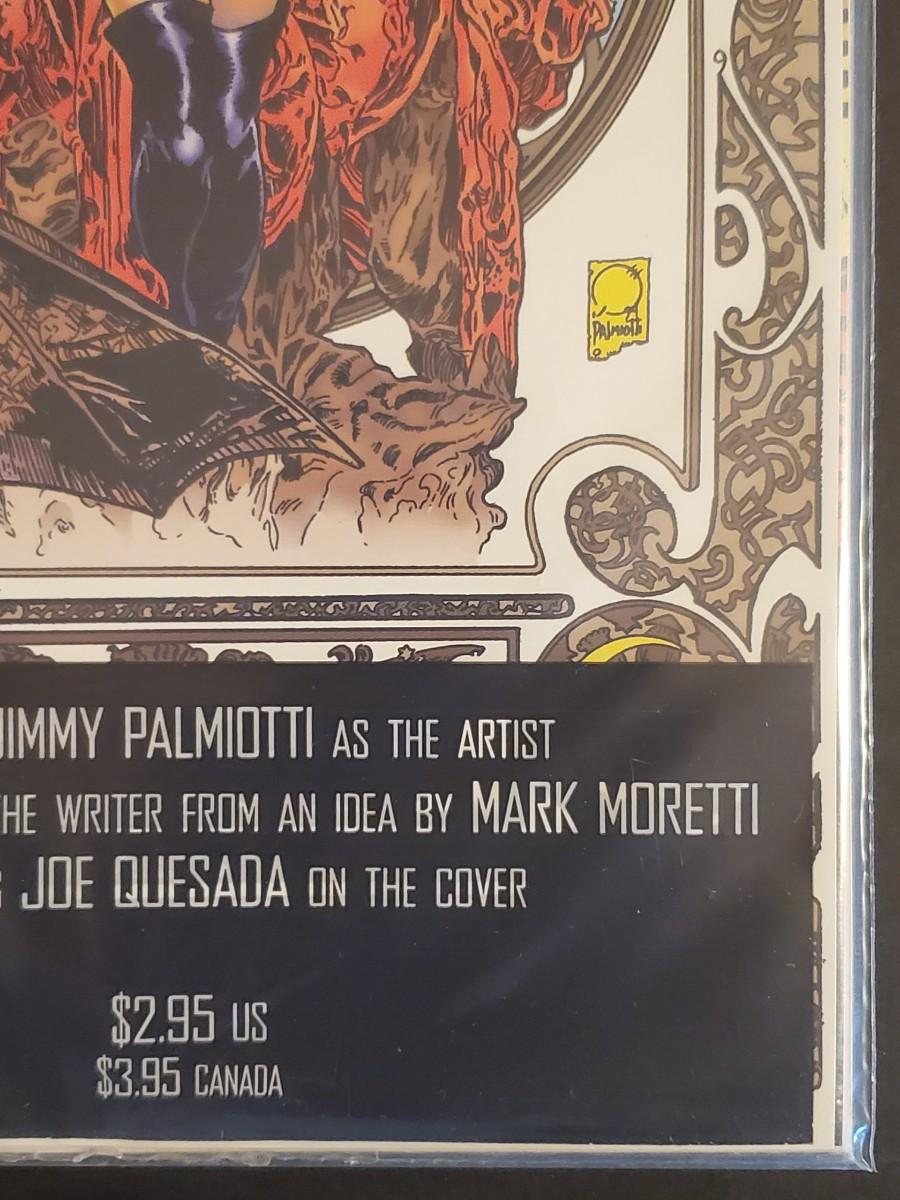 Palmiotti
JIMMY PALMIOTTI AS THE ARTIST
THE WRITER FROM AN IDEA BY MARK MORETTI
JOE QUESADA ON THE COVER
$2.95 US
$3.95 CANADA